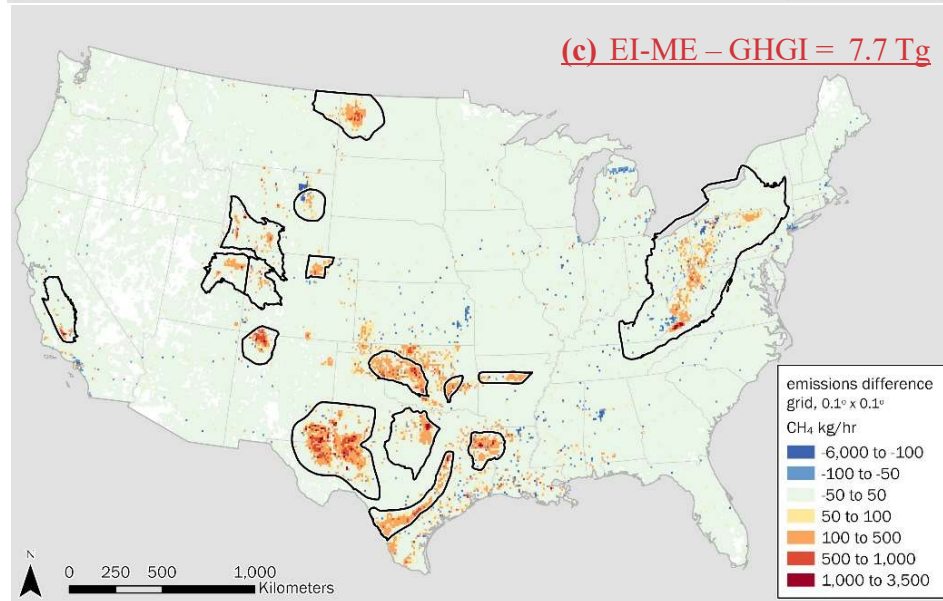 (c) EI-ME – GHGI = 7.7 Tg
emissions difference
grid, 0.1° x 0.1°
CH₄ kg/hr
-6,000 to -100
-100 to -50
-50 to 50
50 to 100
100 to 500
500 to 1,000
1,000 to 3,500
N
0 250 500 1,000
Kilometers